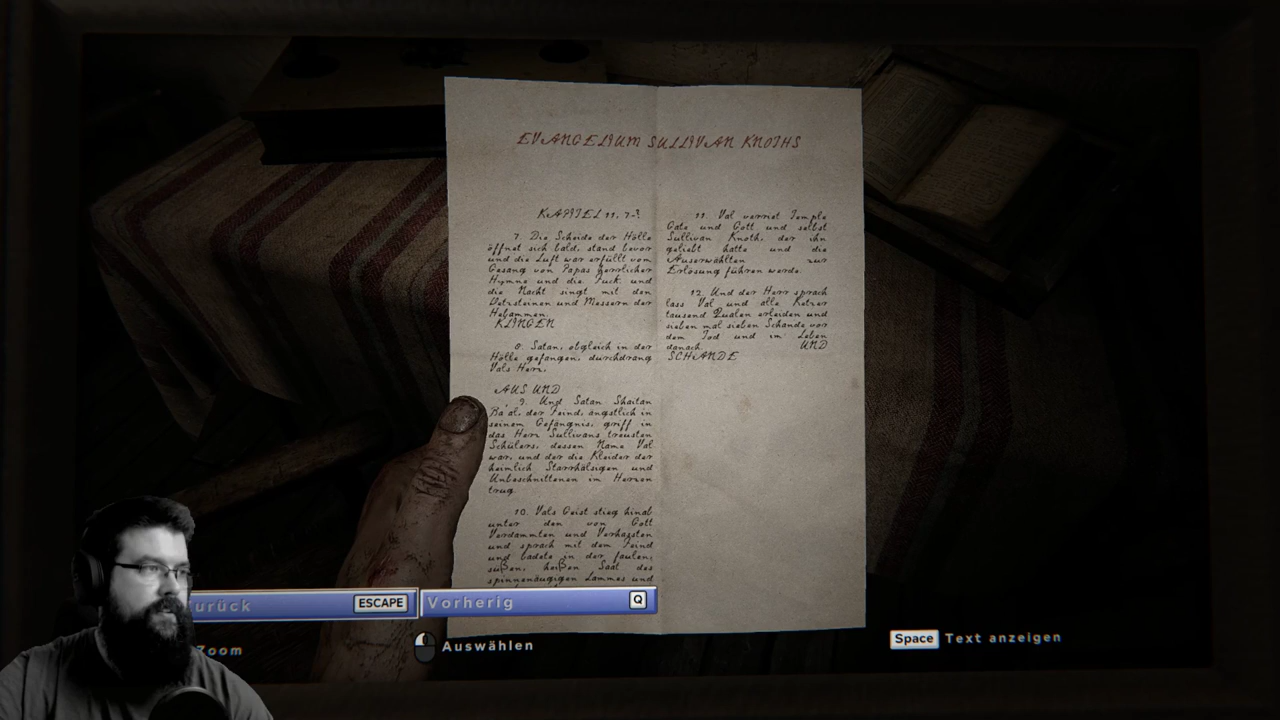 EVANGELIUM SULLIVAN KNOTHS
KAPITEL 11, 7-?.
7. Die Scheide der Hölle
öffnet sich bald, stand bevor
und die Luft war erfüllt vom
Gesang von Papas herrlicher
Hymne und die Fuck und
die Nacht singt mit den
Wetzsteinen und Messern der
Hebammen.
KLINGEN
8. Satan, obgleich in der
Hölle gefangen, durchdrang
Vals Herz.
AUS UND
9. Und Satan Shaitan
Ba'al, der Feind, ängstlich in
seinem Gefängnis, griff in
das Herz Sullivans treusten
Schülers, dessen Name Val
war, und der die Kleider der
heimlich Starrhälsigen und
Unbeschnittenen im Herzen
trug.
10. Vals Geist stieg hinab
unter den von Gott
Verdammten und Verhassten
und sprach mit dem Feind
und badete in der faulen,
süßen, heißen Saat des
spinnenäugigen Lammes und
11. Val verriet Temple
Gate und Gott und selbst
Sullivan Knoth, der ihn
geliebt hatte und die
Auserwählten zur
Erlösung führen werde.
12. Und der Herr sprach
lass Val und alle Ketzer
tausend Qualen erleiden und
sieben mal sieben Schande vor
dem Tod und im Leben
danach. UND
SCHANDE
urück ESCAPE
Vorherig Q
Zoom
Auswählen
Space Text anzeigen